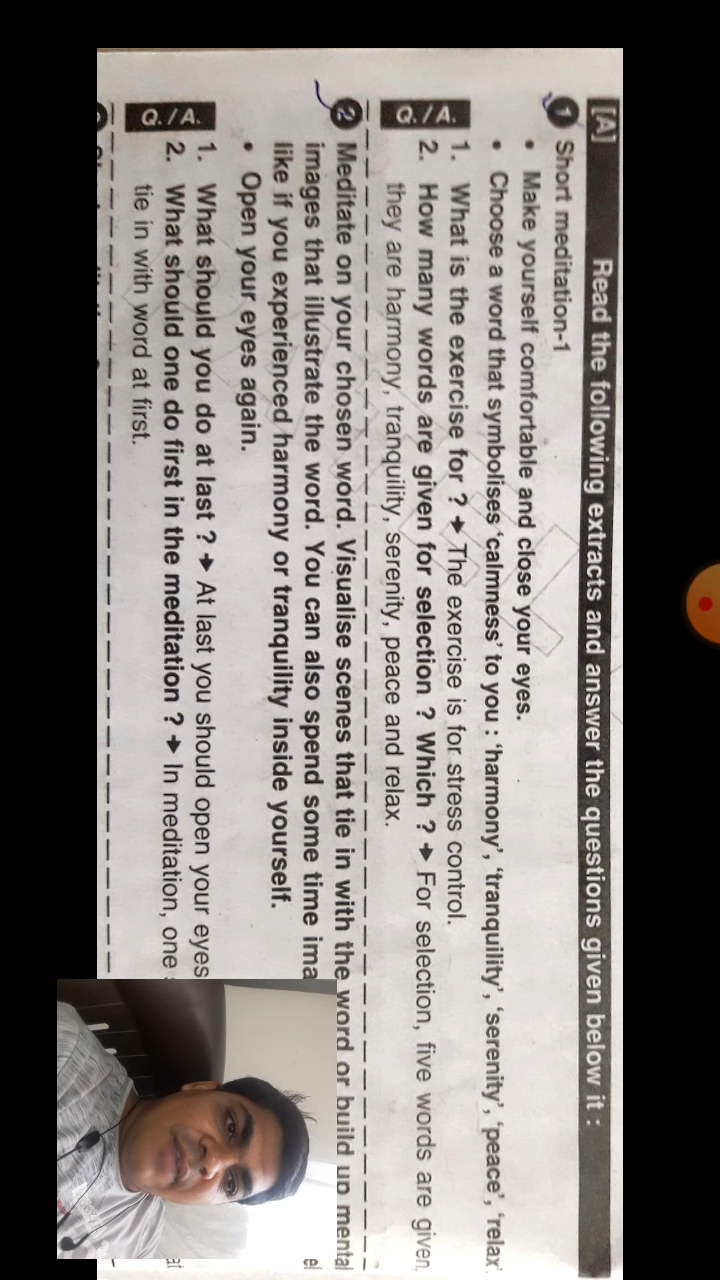 [A] Read the following extracts and answer the questions given below it :
1 Short meditation-1
• Make yourself comfortable and close your eyes.
• Choose a word that symbolises 'calmness' to you : 'harmony', 'tranquility', 'serenity', 'peace', 'relax'
Q. / A. 1. What is the exercise for ? ➔ The exercise is for stress control.
2. How many words are given for selection ? Which ? ➔ For selection, five words are given,
they are harmony, tranquility, serenity, peace and relax.
2 Meditate on your chosen word. Visualise scenes that tie in with the word or build up mental
images that illustrate the word. You can also spend some time
like if you experienced harmony or tranquility inside yourself.
• Open your eyes again.
Q. / A. 1. What should you do at last ? ➔ At last you should open your eyes
2. What should one do first in the meditation ? ➔ In meditation, one
tie in with word at first.